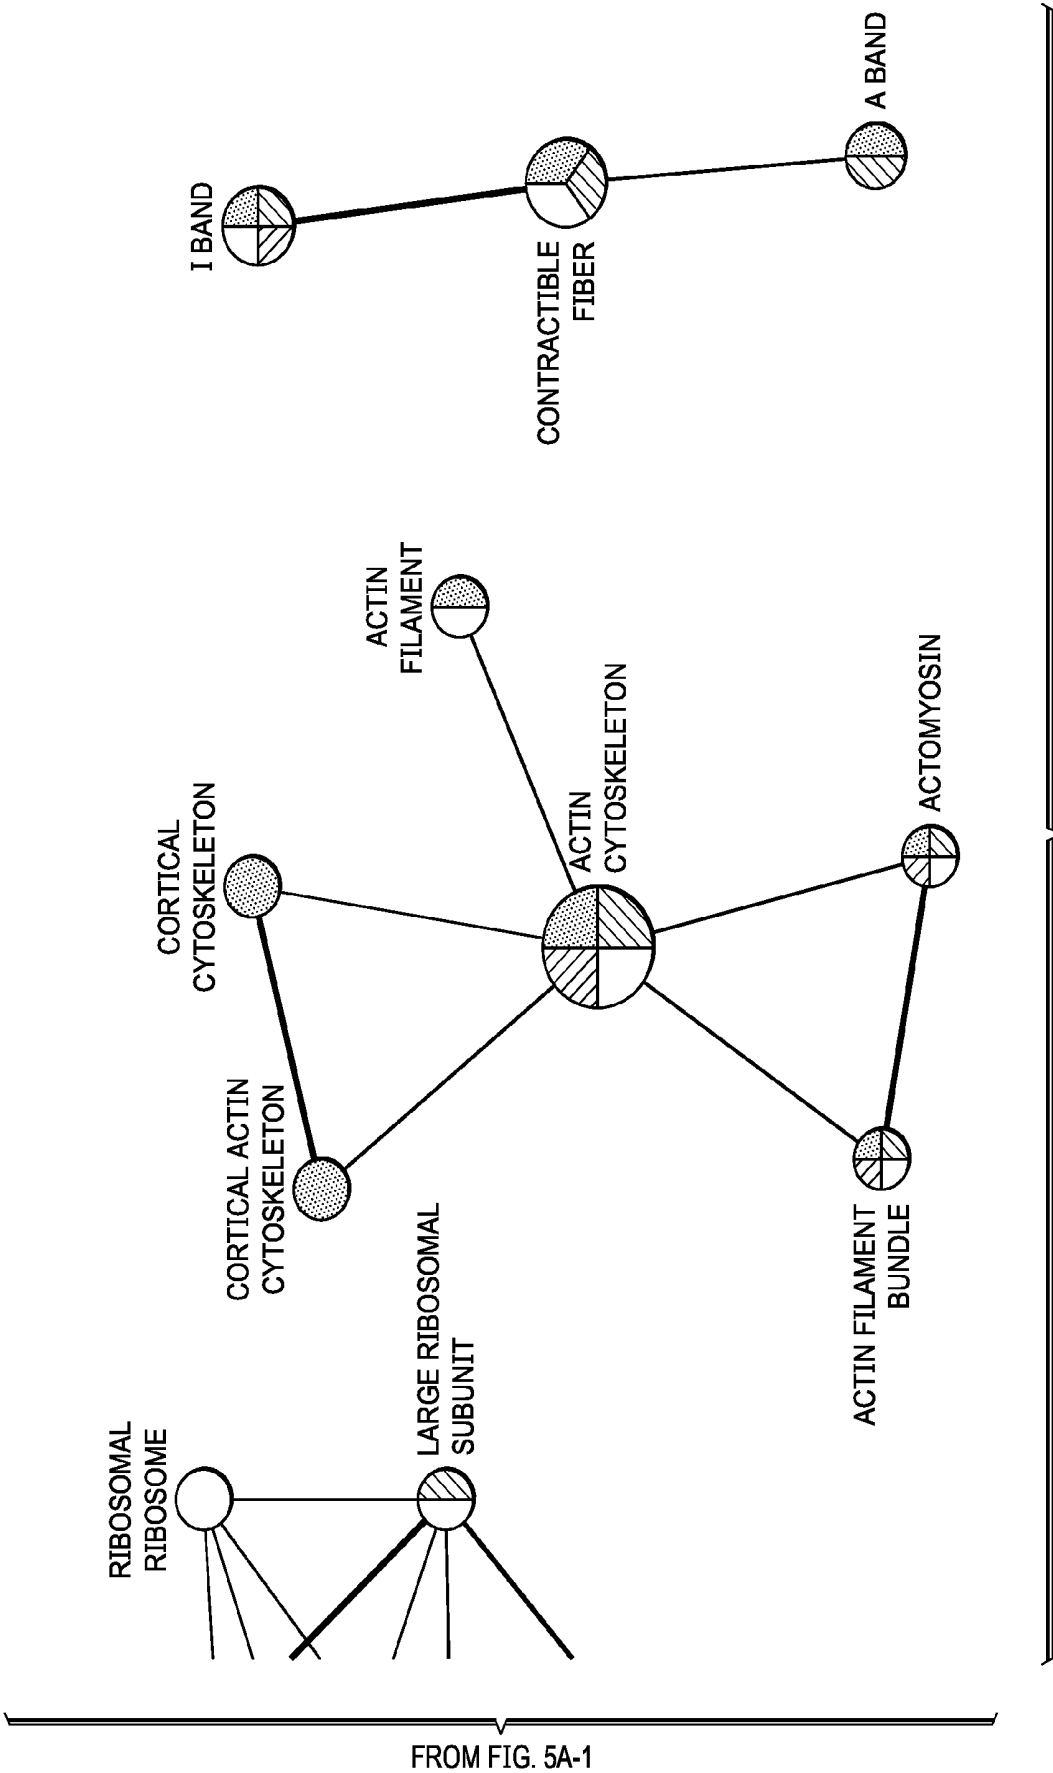 I BAND
CONTRACTIBLE
FIBER
A BAND
ACTIN
FILAMENT
CORTICAL
CYTOSKELETON
ACTIN
CYTOSKELETON
ACTOMYOSIN
CORTICAL ACTIN
CYTOSKELETON
ACTIN FILAMENT
BUNDLE
RIBOSOMAL
RIBOSOME
LARGE RIBOSOMAL
SUBUNIT
FROM FIG. 5A-1